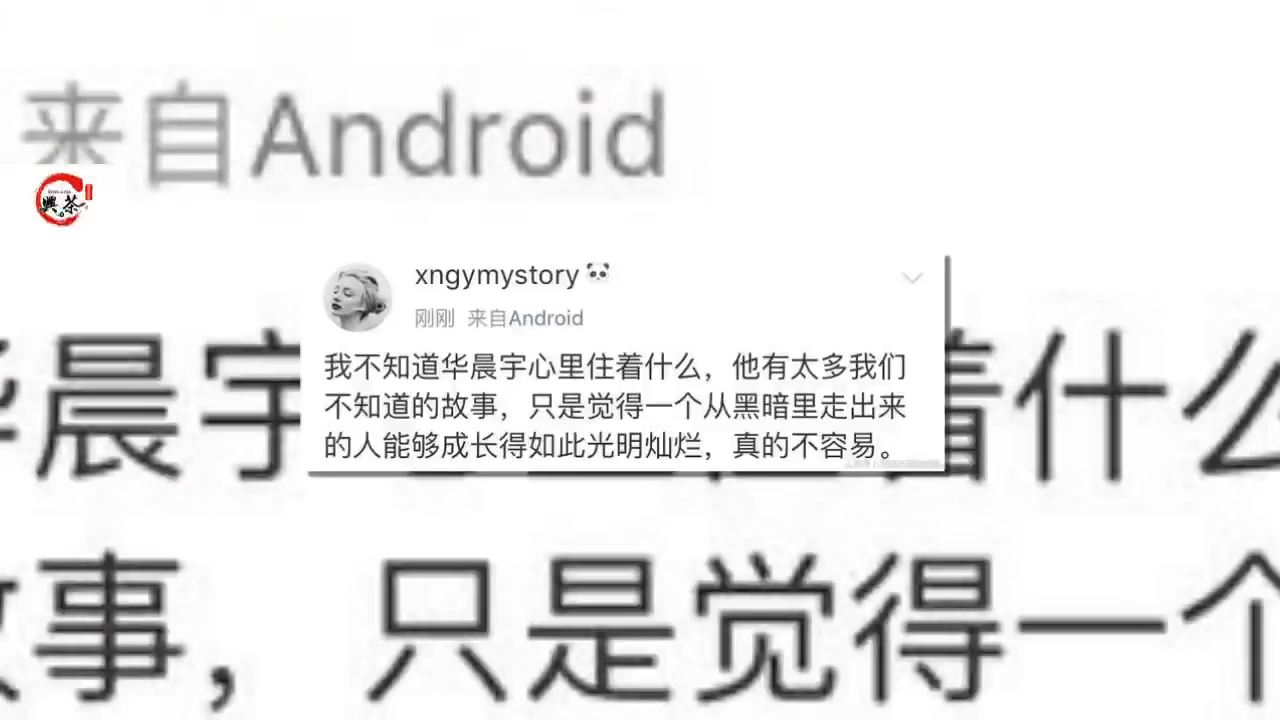 来自Android
興茶
xngymystory
刚刚 来自Android
我不知道华晨宇心里住着什么，他有太多我们
不知道的故事，只是觉得一个从黑暗里走出来
的人能够成长得如此光明灿烂，真的不容易。
晨宇
着什么
事，只是觉得一个